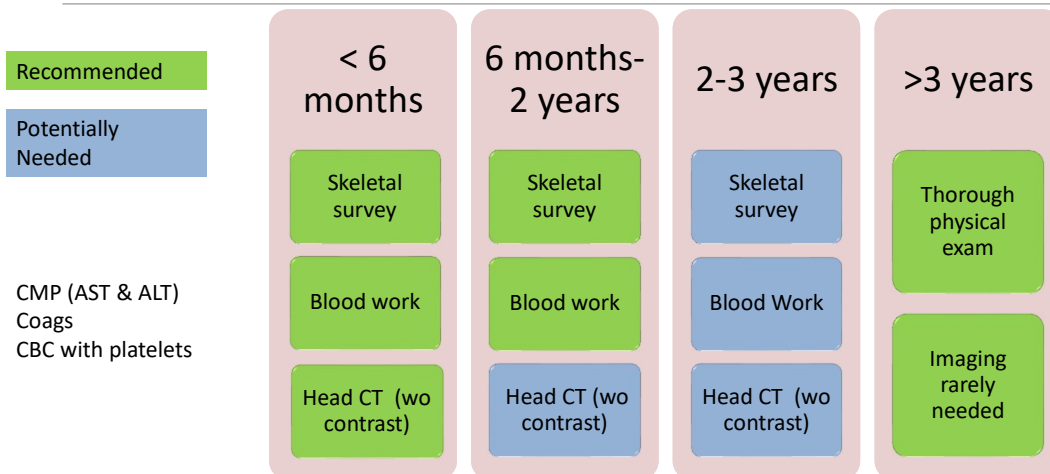 Recommended
Potentially
Needed
CMP (AST & ALT)
Coags
CBC with platelets
< 6
months
Skeletal
survey
Blood work
Head CT (wo
contrast)
6 months-
2 years
Skeletal
survey
Blood work
Head CT (wo
contrast)
2-3 years
Skeletal
survey
Blood Work
Head CT (wo
contrast)
>3 years
Thorough
physical
exam
Imaging
rarely
needed